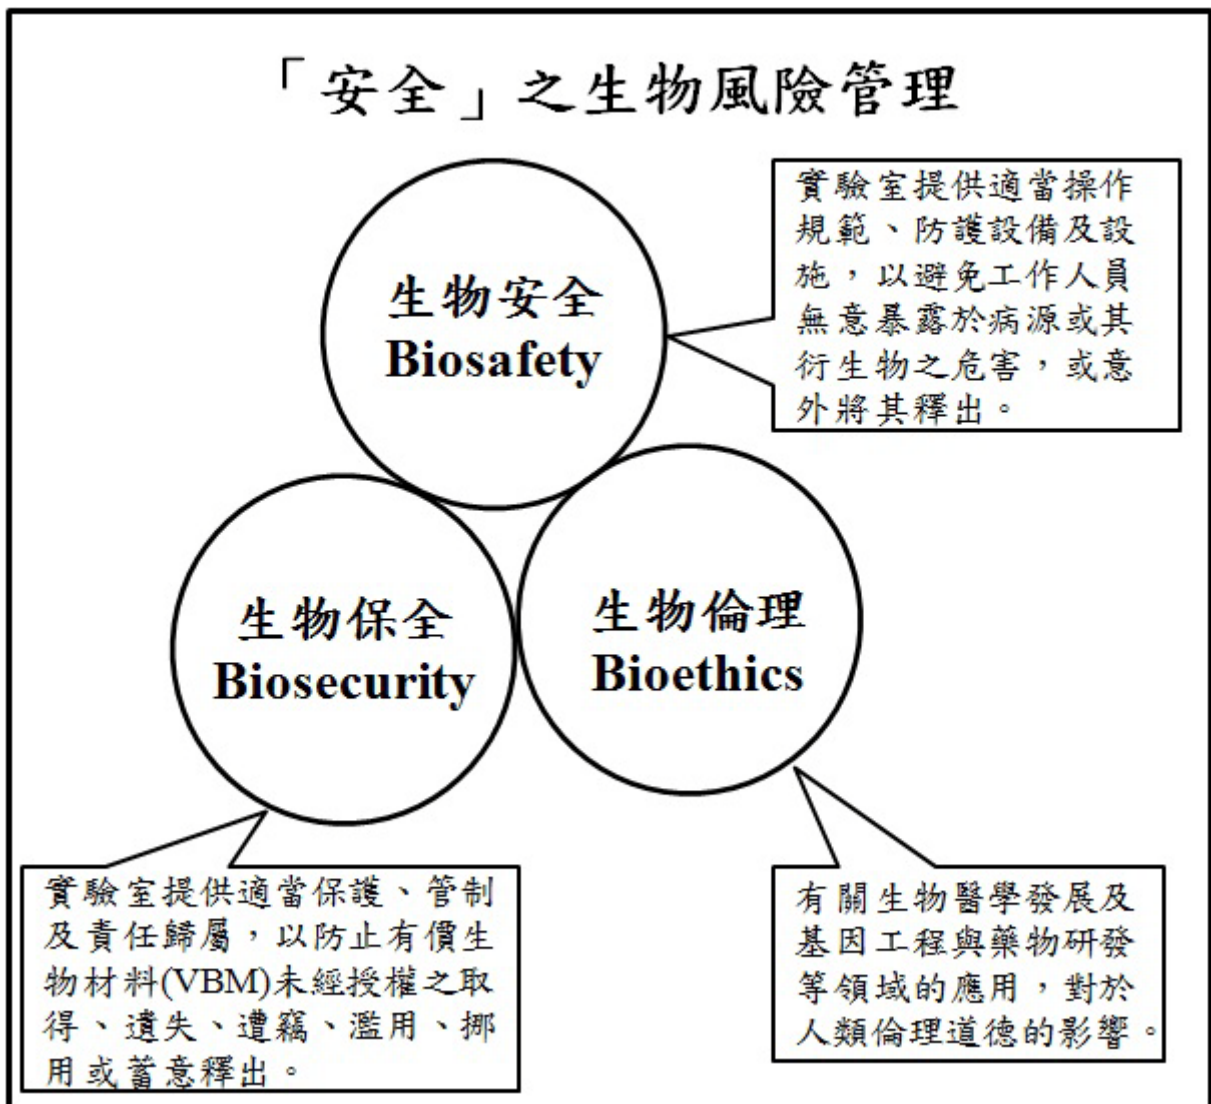 「安全」之生物風險管理
實驗室提供適當操作
規範、防護設備及設
施，以避免工作人員
無意暴露於病源或其
衍生物之危害，或意
外將其釋出。
生物安全
Biosafety
生物保全
Biosecurity
生物倫理
Bioethics
實驗室提供適當保護、管制
及責任歸屬，以防止有價生
物材料(VBM)未經授權之取
得、遺失、遭竊、濫用、挪
用或蓄意釋出。
有關生物醫學發展及
基因工程與藥物研發
等領域的應用，對於
人類倫理道德的影響。